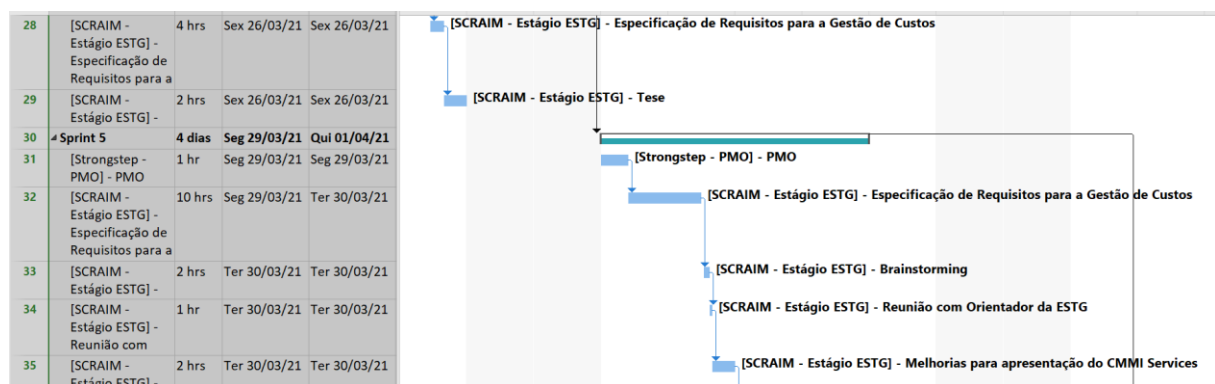 28 [SCRAIM - 4 hrs Sex 26/03/21 Sex 26/03/21
Estágio ESTG] -
Especificação de
Requisitos para a
[SCRAIM - Estágio ESTG] - Especificação de Requisitos para a Gestão de Custos
29 [SCRAIM - 2 hrs Sex 26/03/21 Sex 26/03/21
Estágio ESTG] -
[SCRAIM - Estágio ESTG] - Tese
30 Sprint 5 4 dias Seg 29/03/21 Qui 01/04/21
31 [Strongstep - 1 hr Seg 29/03/21 Seg 29/03/21
PMO] - PMO
[Strongstep - PMO] - PMO
32 [SCRAIM - 10 hrs Seg 29/03/21 Ter 30/03/21
Estágio ESTG] -
Especificação de
Requisitos para a
[SCRAIM - Estágio ESTG] - Especificação de Requisitos para a Gestão de Custos
33 [SCRAIM - 2 hrs Ter 30/03/21 Ter 30/03/21
Estágio ESTG] -
[SCRAIM - Estágio ESTG] - Brainstorming
34 [SCRAIM - 1 hr Ter 30/03/21 Ter 30/03/21
Estágio ESTG] -
Reunião com
[SCRAIM - Estágio ESTG] - Reunião com Orientador da ESTG
35 [SCRAIM - 2 hrs Ter 30/03/21 Ter 30/03/21
Estágio ESTG] -
[SCRAIM - Estágio ESTG] - Melhorias para apresentação do CMMI Services